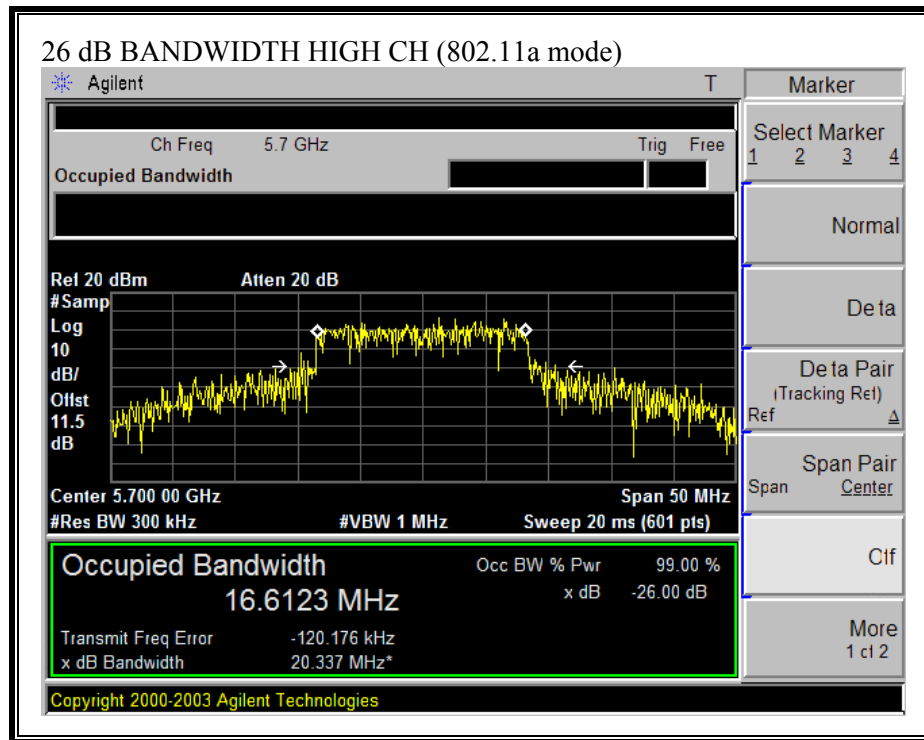 26 dB BANDWIDTH HIGH CH (802.11a mode)
Agilent T
Marker
Ch Freq 5.7 GHz Trig Free
Occupied Bandwidth
Select Marker
1 2 3 4
Normal
Ref 20 dBm Atten 20 dB
#Samp
Log
10
dB/
Offst
11.5
dB
De ta
De ta Pair
(Tracking Ref)
Ref Δ
Span Pair
Span Center
Center 5.700 00 GHz Span 50 MHz
#Res BW 300 kHz #VBW 1 MHz Sweep 20 ms (601 pts)
Off
Occupied Bandwidth Occ BW % Pwr 99.00 %
16.6123 MHz x dB -26.00 dB
Transmit Freq Error -120.176 kHz
x dB Bandwidth 20.337 MHz*
More
1 of 2
Copyright 2000-2003 Agilent Technologies